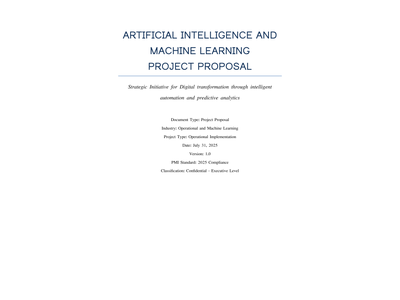 ARTIFICIAL INTELLIGENCE AND
MACHINE LEARNING
PROJECT PROPOSAL
Strategic Initiative for Digital transformation through intelligent
automation and predictive analytics
Document Type: Project Proposal
Industry: Operational and Machine Learning
Project Type: Operational Implementation
Date: July 31, 2025
Version: 1.0
PMI Standard: 2025 Compliance
Classification: Confidential - Executive Level